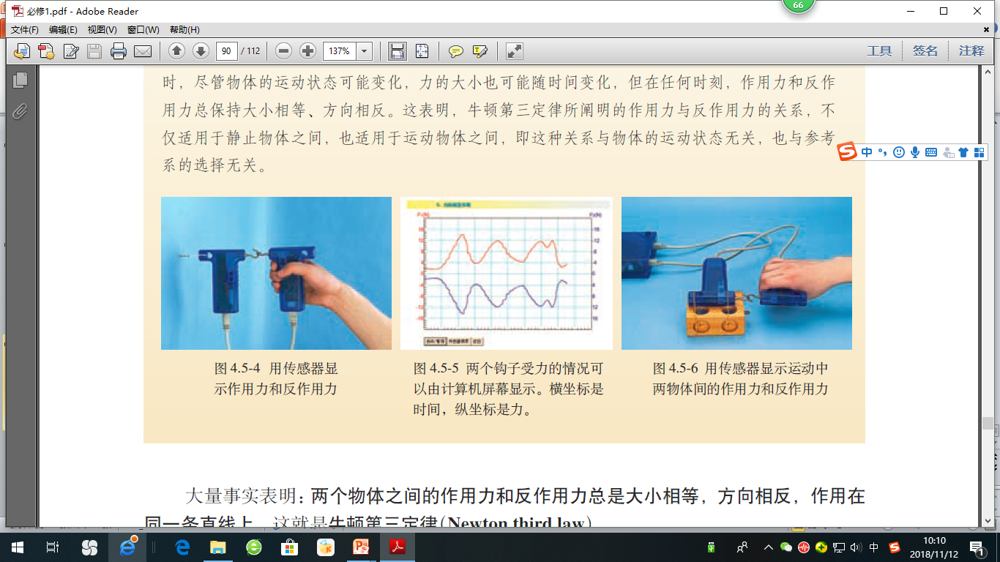 66
必修1.pdf - Adobe Reader
文件(F) 编辑(E) 视图(V) 窗口(W) 帮助(H)
90 / 112 137% 工具 签名 注释
时，尽管物体的运动状态可能变化，力的大小也可能随时间变化，但在任何时刻，作用力和反作
用力总保持大小相等、方向相反。这表明，牛顿第三定律所阐明的作用力与反作用力的关系，不
仅适用于静止物体之间，也适用于运动物体之间，即这种关系与物体的运动状态无关，也与参考
系的选择无关。
中
图 4.5-4 用传感器显
示作用力和反作用力
图 4.5-5 两个钩子受力的情况可
以由计算机屏幕显示。横坐标是
时间，纵坐标是力。
图 4.5-6 用传感器显示运动中
两物体间的作用力和反作用力
大量事实表明：两个物体之间的作用力和反作用力总是大小相等，方向相反，作用在
同一条直线上。这就是牛顿第三定律(Newton third law)
中
10:10
2018/11/12
1